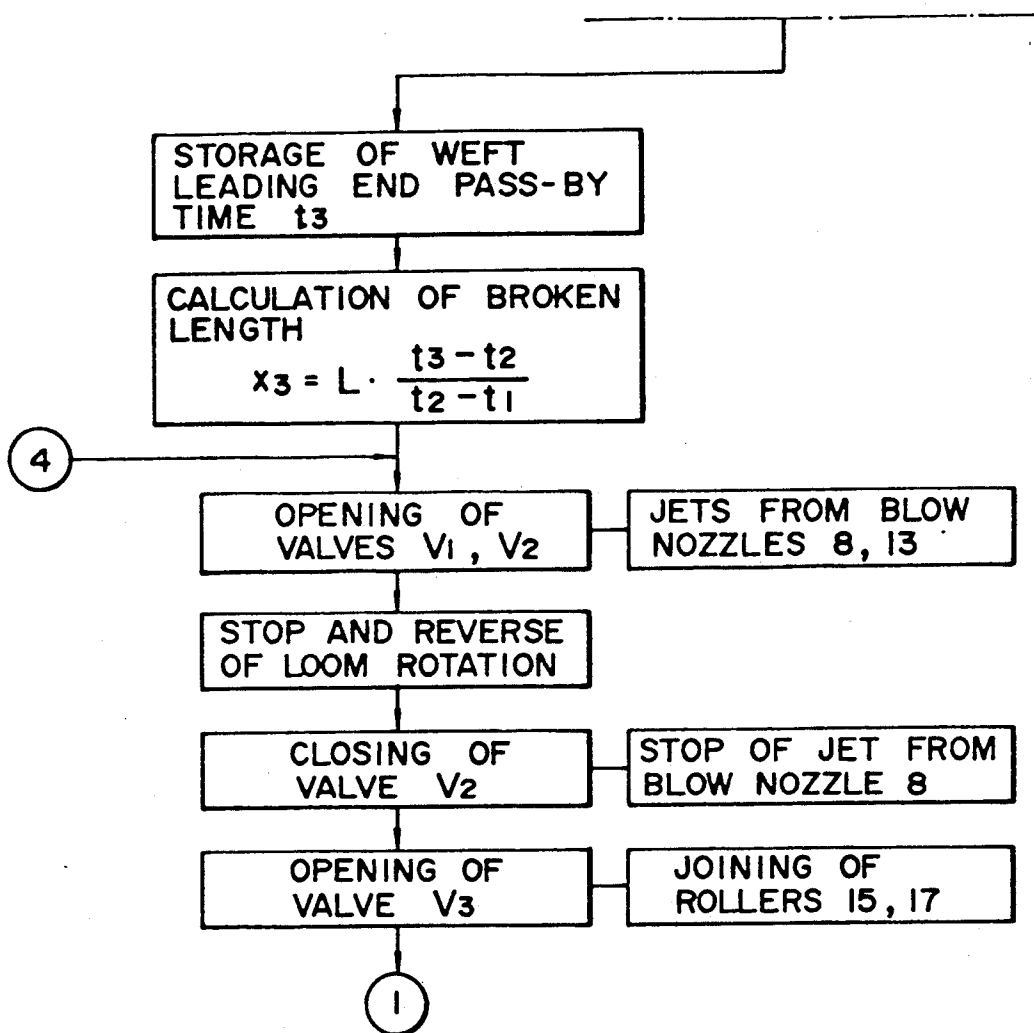 STORAGE OF WEFT
LEADING END PASS-BY
TIME t3
CALCULATION OF BROKEN
LENGTH
x3 = L · (t3 - t2) / (t2 - t1)
4
OPENING OF
VALVES V1, V2
JETS FROM BLOW
NOZZLES 8, 13
STOP AND REVERSE
OF LOOM ROTATION
CLOSING OF
VALVE V2
STOP OF JET FROM
BLOW NOZZLE 8
OPENING OF
VALVE V3
JOINING OF
ROLLERS 15, 17
1